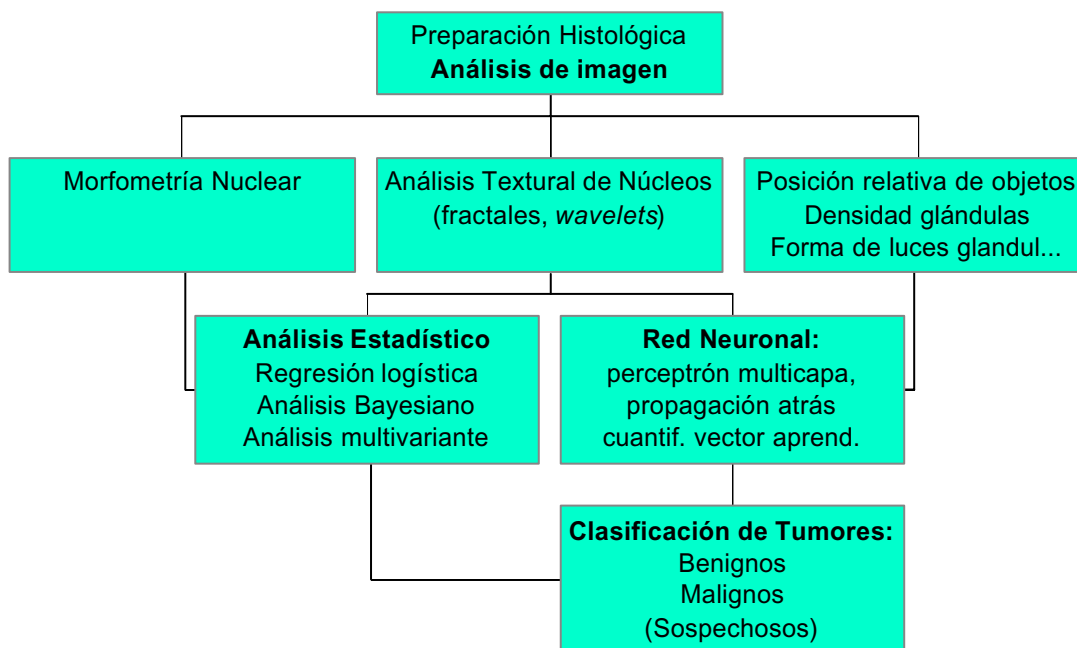 Preparación Histológica
Análisis de imagen
Morfometría Nuclear
Análisis Textural de Núcleos
(fractales, wavelets)
Posición relativa de objetos
Densidad glándulas
Forma de luces glandul...
Análisis Estadístico
Regresión logística
Análisis Bayesiano
Análisis multivariante
Red Neuronal:
perceptrón multicapa,
propagación atrás
cuantif. vector aprend.
Clasificación de Tumores:
Benignos
Malignos
(Sospechosos)